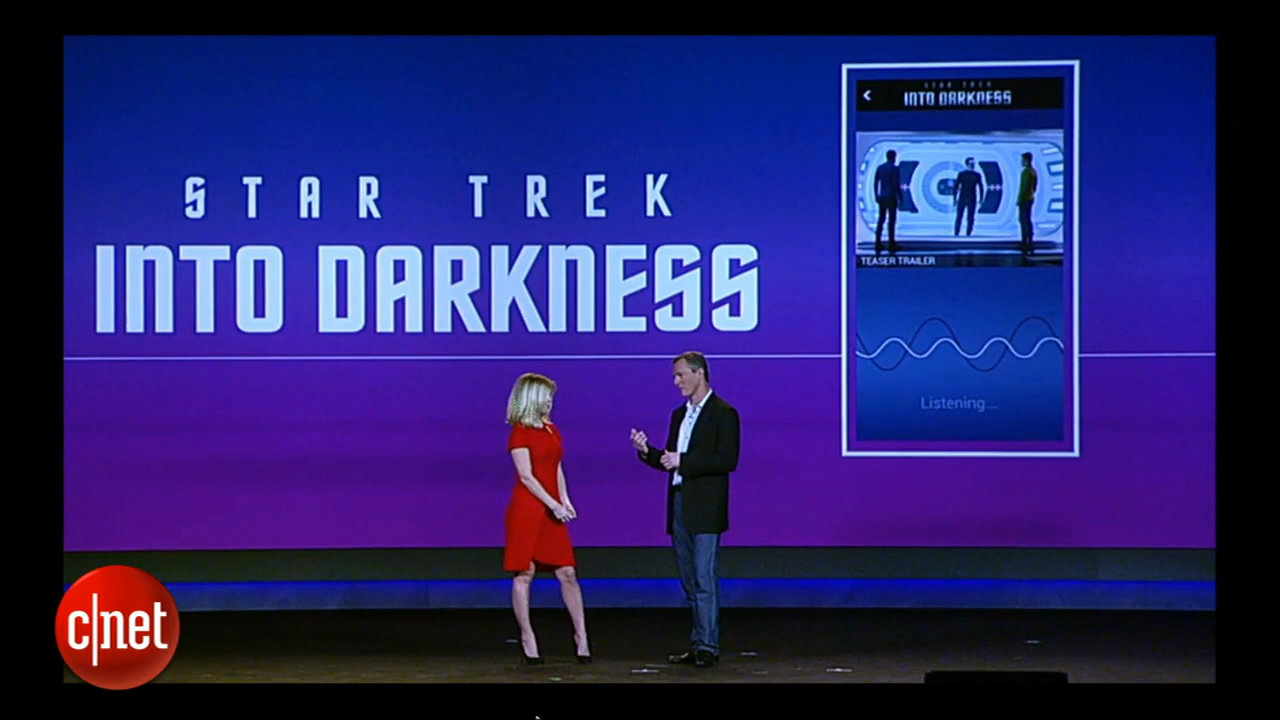 STAR TREK
INTO DARKNESS
STAR TREK
INTO DARKNESS
TEASER TRAILER
Listening...
c|net